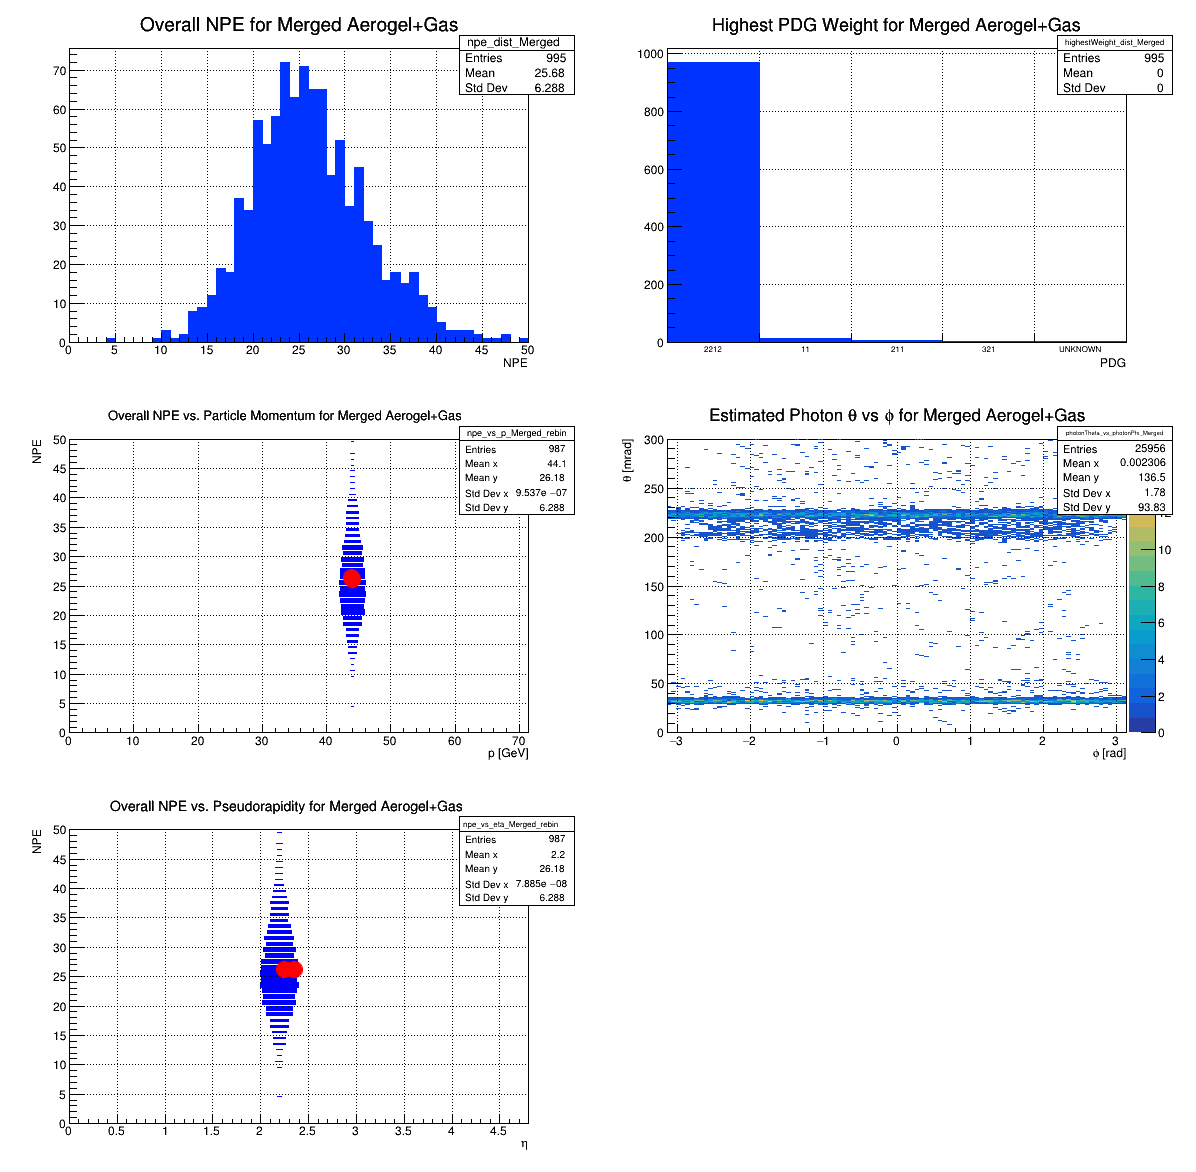 Overall NPE for Merged Aerogel+Gas
npe_dist_Merged
Entries 995
Mean 25.68
Std Dev 6.288
70
60
50
40
30
20
10
0
0 5 10 15 20 25 30 35 40 45 50
NPE
Highest PDG Weight for Merged Aerogel+Gas
highestWeight_dist_Merged
Entries 995
Mean 0
Std Dev 0
1000
800
600
400
200
0
2212 11 211 321 UNKNOWN
PDG
Overall NPE vs. Particle Momentum for Merged Aerogel+Gas
npe_vs_p_Merged_rebin
Entries 987
Mean x 44.1
Mean y 26.18
Std Dev x 9.537e −07
Std Dev y 6.288
NPE
50
45
40
35
30
25
20
15
10
5
0
0 10 20 30 40 50 60 70
p [GeV]
Estimated Photon θ vs ϕ for Merged Aerogel+Gas
photonTheta_vs_photonPhi_Merged
Entries 25956
Mean x 0.002306
Mean y 136.5
Std Dev x 1.78
Std Dev y 93.83
θ [mrad]
300
250
200
150
100
50
0
−3 −2 −1 0 1 2 3
ϕ [rad]
10
8
6
4
2
0
Overall NPE vs. Pseudorapidity for Merged Aerogel+Gas
npe_vs_eta_Merged_rebin
Entries 987
Mean x 2.2
Mean y 26.18
Std Dev x 7.885e −08
Std Dev y 6.288
NPE
50
45
40
35
30
25
20
15
10
5
0
0 0.5 1 1.5 2 2.5 3 3.5 4 4.5
η